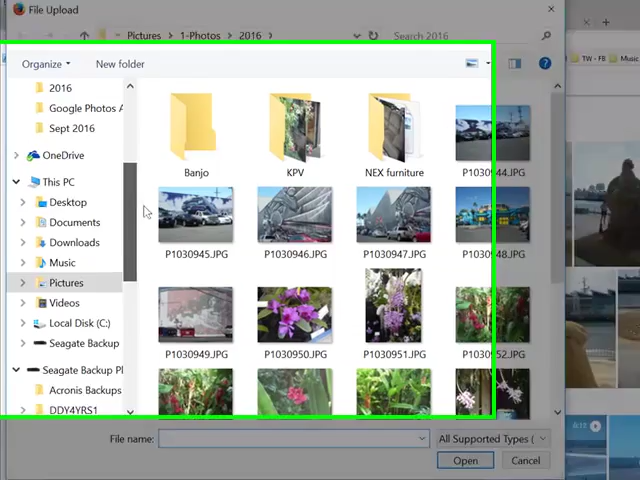 File Upload
Pictures > 1-Photos > 2016
Search 2016
Organize
New folder
TW - FB
Music
2016
Google Photos A
Sept 2016
OneDrive
This PC
Desktop
Documents
Downloads
Music
Pictures
Videos
Local Disk (C:)
Seagate Backup
Seagate Backup Pl
Acronis Backups
DDY4YRS1
Banjo
KPV
NEX furniture
P1030944.JPG
P1030945.JPG
P1030946.JPG
P1030947.JPG
P1030948.JPG
P1030949.JPG
P1030950.JPG
P1030951.JPG
P1030952.JPG
File name:
All Supported Types (
Open
Cancel
0:12